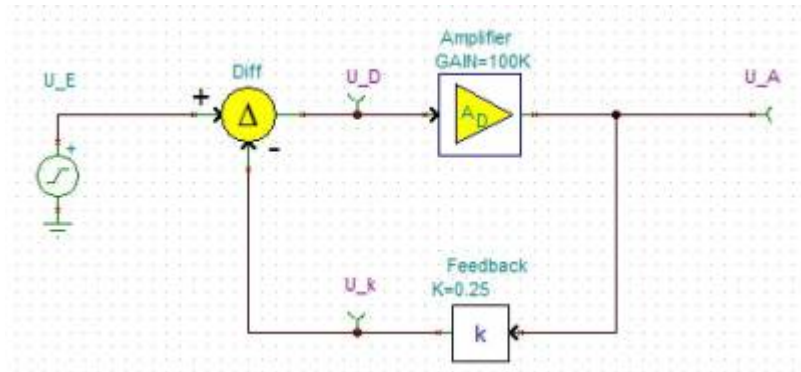 Amplifier
GAIN=100K
U_E
Diff
U_D
U_A
+
Δ
A_D
+
-
Feedback
K=0.25
U_k
k